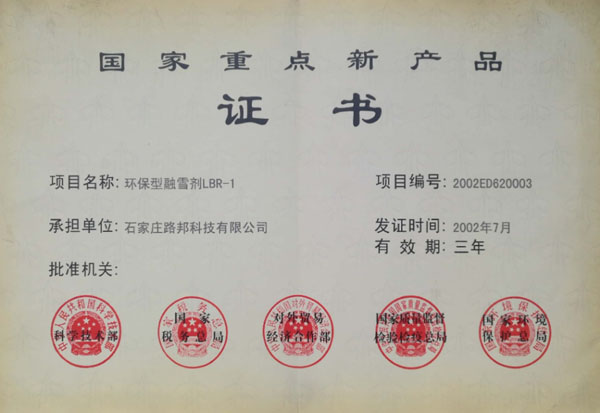 国家重点新产品
证书
项目名称: 环保型融雪剂LBR-1
项目编号: 2002ED620003
承担单位: 石家庄路邦科技有限公司
发证时间: 2002年7月
有效期: 三年
批准机关:
科学技术部
国家税务总局
对外贸易经济合作部
国家质量监督检验检疫总局
国家环境保护总局